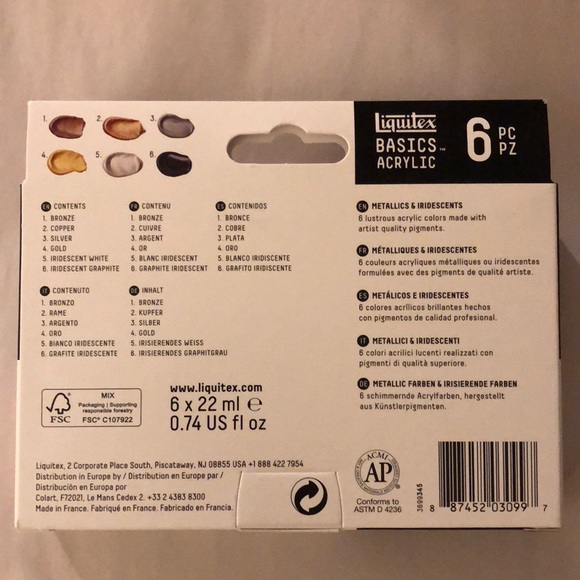 1. 2. 3.
4. 5. 6.
Liquitex
BASICS™
ACRYLIC
6 PC
PZ
EN CONTENTS
1. BRONZE
2. COPPER
3. SILVER
4. GOLD
5. IRIDESCENT WHITE
6. IRIDESCENT GRAPHITE
FR CONTENU
1. BRONZE
2. CUIVRE
3. ARGENT
4. OR
5. BLANC IRIDESCENT
6. GRAPHITE IRIDESCENT
ES CONTENIDOS
1. BRONCE
2. COBRE
3. PLATA
4. ORO
5. BLANCO IRIDISCENTE
6. GRAFITO IRIDISCENTE
IT CONTENUTO
1. BRONZO
2. RAME
3. ARGENTO
4. ORO
5. BIANCO IRIDESCENTE
6. GRAFITE IRIDESCENTE
DE INHALT
1. BRONZE
2. KUPFER
3. SILBER
4. GOLD
5. IRISIERENDES WEISS
6. IRISIERENDES GRAPHITGRAU
EN METALLICS & IRIDESCENTS
6 lustrous acrylic colors made with
artist quality pigments.
FR MÉTALLIQUES & IRIDESCENTES
6 couleurs acryliques métalliques ou iridescentes
formulées avec des pigments de qualité artiste.
ES METÁLICOS E IRIDESCENTES
6 colores acrílicos brillantes hechos
con pigmentos de calidad profesional.
IT METALLICI & IRIDESCENTI
6 colori acrilici lucenti realizzati con
pigmenti di qualità superiore.
DE METALLIC FARBEN & IRISIERENDE FARBEN
6 schimmernde Acrylfarben, hergestellt
aus Künstlerpigmenten.
FSC
MIX
Packaging | Supporting
responsible forestry
FSC® C107922
www.liquitex.com
6 x 22 ml e
0.74 US fl oz
Liquitex, 2 Corporate Place South, Piscataway, NJ 08855 USA +1 888 422 7954
Distribution in Europe by / Distribution en Europe par /
Distribución en Europa por
Colart, F72021, Le Mans Cedex 2. +33 2 4383 8300
Made in France. Fabriqué en France. Fabricado en Francia.
ACMI
AP
Conforms to
ASTM D 4236
3699345
8 87452 03099 7